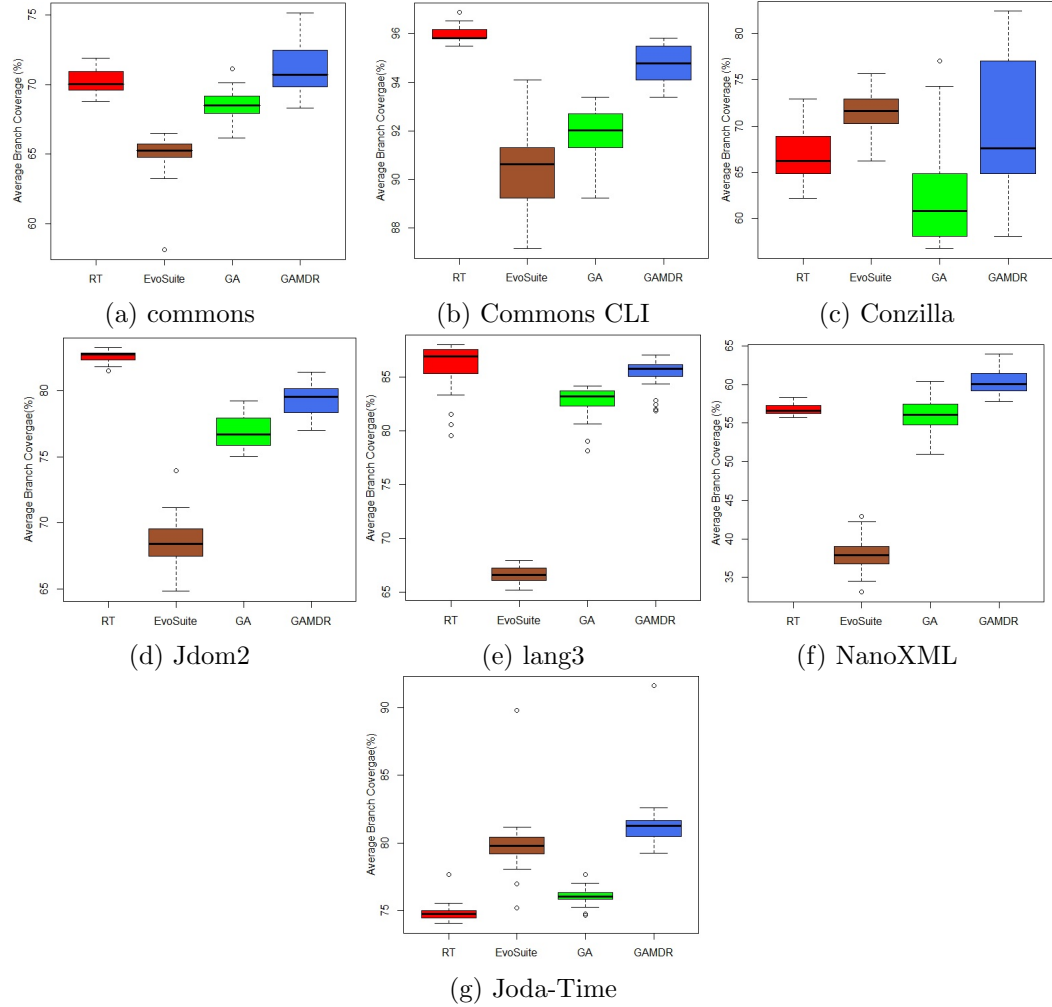 Average Branch Coverage (%)
75
70
65
60
RT EvoSuite GA GAMDR
(a) commons
Average Branch Covergae(%)
96
94
92
90
88
RT EvoSuite GA GAMDR
(b) Commons CLI
Average Branch Coverage (%)
80
75
70
65
60
RT EvoSuite GA GAMDR
(c) Conzilla
Average Branch Covergae(%)
80
75
70
65
RT EvoSuite GA GAMDR
(d) Jdom2
Average Branch Covergae(%)
85
80
75
70
65
RT EvoSuite GA GAMDR
(e) lang3
Average Branch Coverage (%)
65
60
55
50
45
40
35
RT EvoSuite GA GAMDR
(f) NanoXML
Average Branch Covergae(%)
90
85
80
75
RT EvoSuite GA GAMDR
(g) Joda-Time